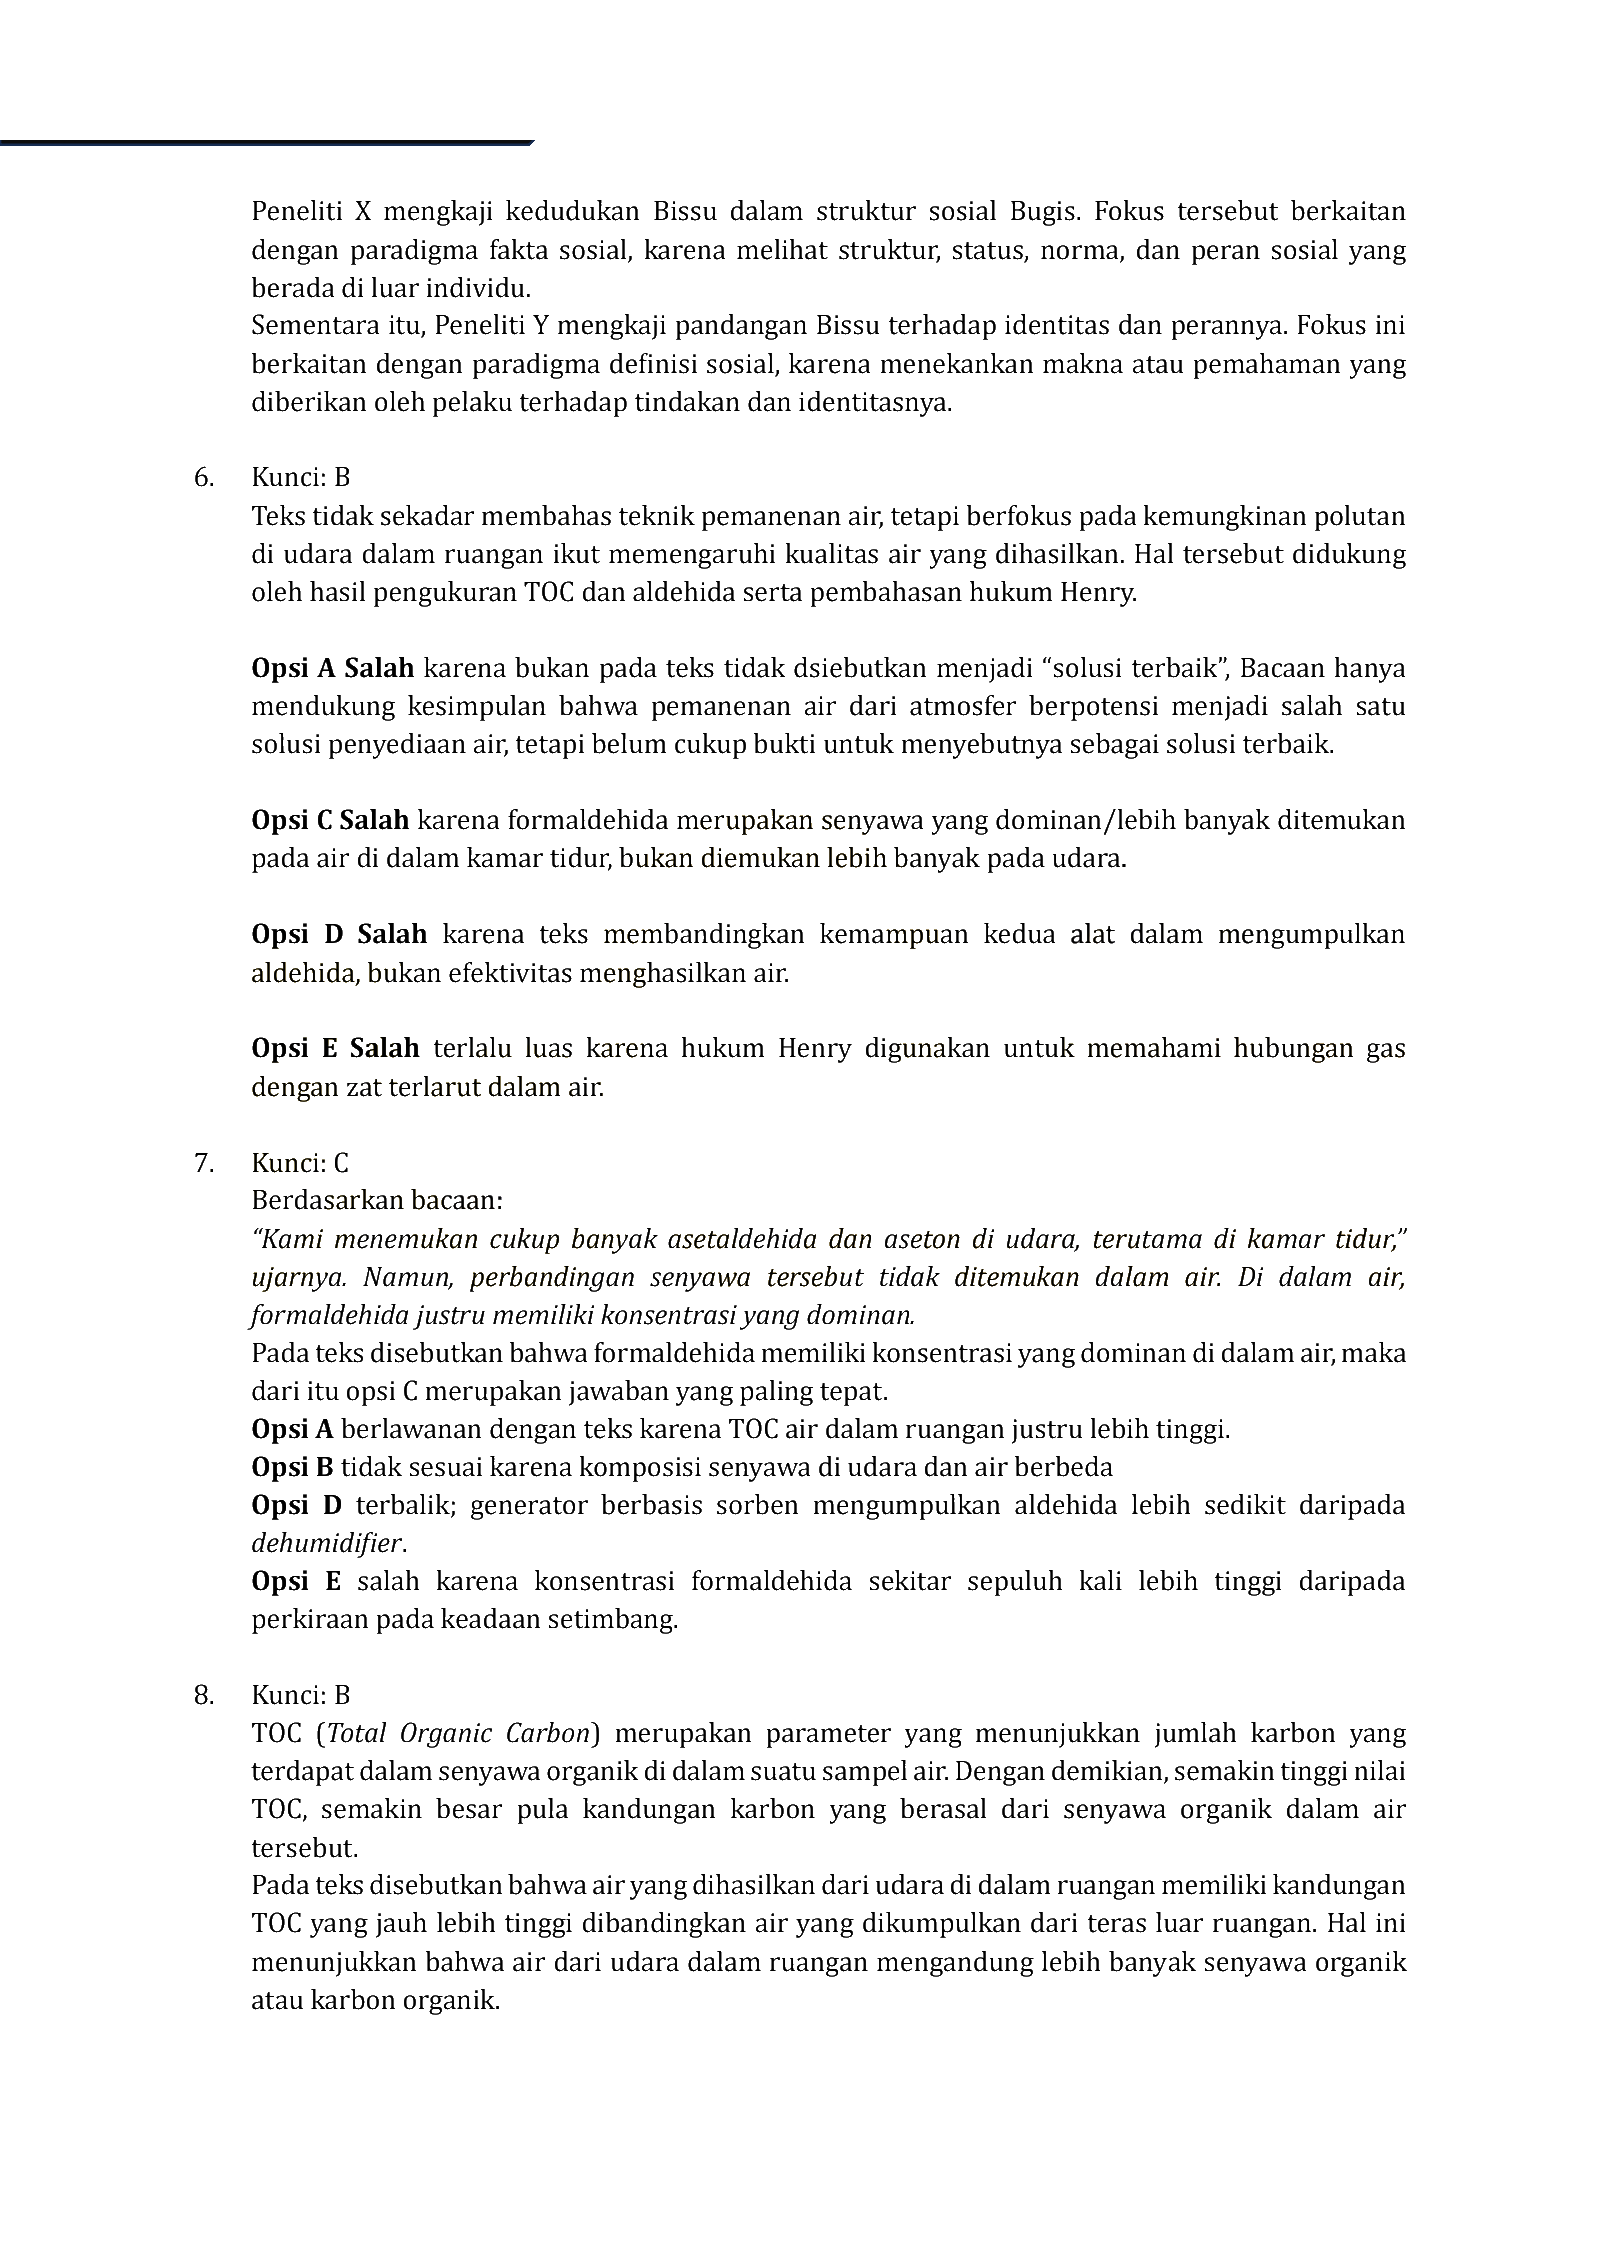 Peneliti X mengkaji kedudukan Bissu dalam struktur sosial Bugis. Fokus tersebut berkaitan
dengan paradigma fakta sosial, karena melihat struktur, status, norma, dan peran sosial yang
berada di luar individu.
Sementara itu, Peneliti Y mengkaji pandangan Bissu terhadap identitas dan perannya. Fokus ini
berkaitan dengan paradigma definisi sosial, karena menekankan makna atau pemahaman yang
diberikan oleh pelaku terhadap tindakan dan identitasnya.
6. Kunci: B
Teks tidak sekadar membahas teknik pemanenan air, tetapi berfokus pada kemungkinan polutan
di udara dalam ruangan ikut memengaruhi kualitas air yang dihasilkan. Hal tersebut didukung
oleh hasil pengukuran TOC dan aldehida serta pembahasan hukum Henry.
Opsi A Salah karena bukan pada teks tidak dsiebutkan menjadi “solusi terbaik”, Bacaan hanya
mendukung kesimpulan bahwa pemanenan air dari atmosfer berpotensi menjadi salah satu
solusi penyediaan air, tetapi belum cukup bukti untuk menyebutnya sebagai solusi terbaik.
Opsi C Salah karena formaldehida merupakan senyawa yang dominan/lebih banyak ditemukan
pada air di dalam kamar tidur, bukan diemukan lebih banyak pada udara.
Opsi D Salah karena teks membandingkan kemampuan kedua alat dalam mengumpulkan
aldehida, bukan efektivitas menghasilkan air.
Opsi E Salah terlalu luas karena hukum Henry digunakan untuk memahami hubungan gas
dengan zat terlarut dalam air.
7. Kunci: C
Berdasarkan bacaan:
“Kami menemukan cukup banyak asetaldehida dan aseton di udara, terutama di kamar tidur,”
ujarnya. Namun, perbandingan senyawa tersebut tidak ditemukan dalam air. Di dalam air,
formaldehida justru memiliki konsentrasi yang dominan.
Pada teks disebutkan bahwa formaldehida memiliki konsentrasi yang dominan di dalam air, maka
dari itu opsi C merupakan jawaban yang paling tepat.
Opsi A berlawanan dengan teks karena TOC air dalam ruangan justru lebih tinggi.
Opsi B tidak sesuai karena komposisi senyawa di udara dan air berbeda
Opsi D terbalik; generator berbasis sorben mengumpulkan aldehida lebih sedikit daripada
dehumidifier.
Opsi E salah karena konsentrasi formaldehida sekitar sepuluh kali lebih tinggi daripada
perkiraan pada keadaan setimbang.
8. Kunci: B
TOC (Total Organic Carbon) merupakan parameter yang menunjukkan jumlah karbon yang
terdapat dalam senyawa organik di dalam suatu sampel air. Dengan demikian, semakin tinggi nilai
TOC, semakin besar pula kandungan karbon yang berasal dari senyawa organik dalam air
tersebut.
Pada teks disebutkan bahwa air yang dihasilkan dari udara di dalam ruangan memiliki kandungan
TOC yang jauh lebih tinggi dibandingkan air yang dikumpulkan dari teras luar ruangan. Hal ini
menunjukkan bahwa air dari udara dalam ruangan mengandung lebih banyak senyawa organik
atau karbon organik.